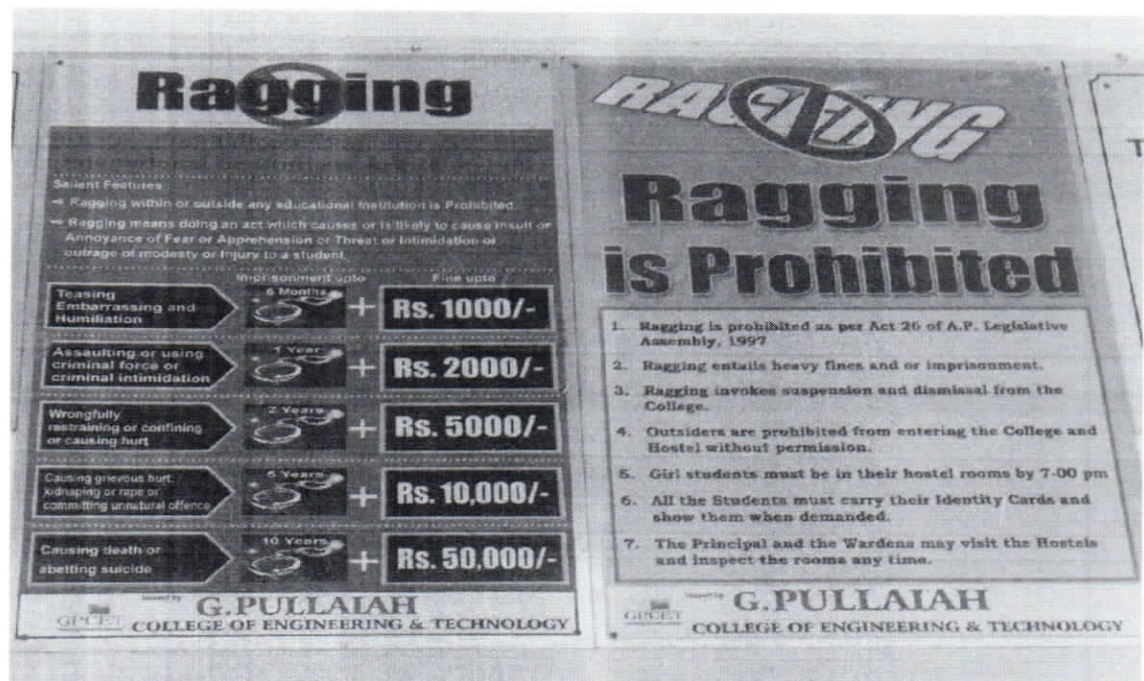 Ragging
Salient Features
Ragging within or outside any educational Institution is Prohibited
Ragging means doing an act which causes or is likely to cause Insult or
Annoyance of Fear or Apprehension or Threat or Intimidation or
outrage of modesty or Injury to a student.
Imprisonment upto Fine upto
Teasing
Embarrassing and
Humiliation
6 Months + Rs. 1000/-
Assaulting or using
criminal force or
criminal intimidation
1 Year + Rs. 2000/-
Wrongfully
restraining or confining
or causing hurt
2 Years + Rs. 5000/-
Causing grievous hurt,
kidnaping or rape or
committing unnatural offence
5 Years + Rs. 10,000/-
Causing death or
abetting suicide
10 Years + Rs. 50,000/-
Issued by G.PULLAIAH
GPCET COLLEGE OF ENGINEERING & TECHNOLOGY
RAGGING
Ragging
is Prohibited
1. Ragging is prohibited as per Act 26 of A.P. Legislative
Assembly, 1997
2. Ragging entails heavy fines and or imprisonment.
3. Ragging invokes suspension and dismissal from the
College.
4. Outsiders are prohibited from entering the College and
Hostel without permission.
5. Girl students must be in their hostel rooms by 7-00 pm
6. All the Students must carry their Identity Cards and
show them when demanded.
7. The Principal and the Wardens may visit the Hostels
and inspect the rooms any time.
Issued by G.PULLAIAH
GPCET COLLEGE OF ENGINEERING & TECHNOLOGY
T